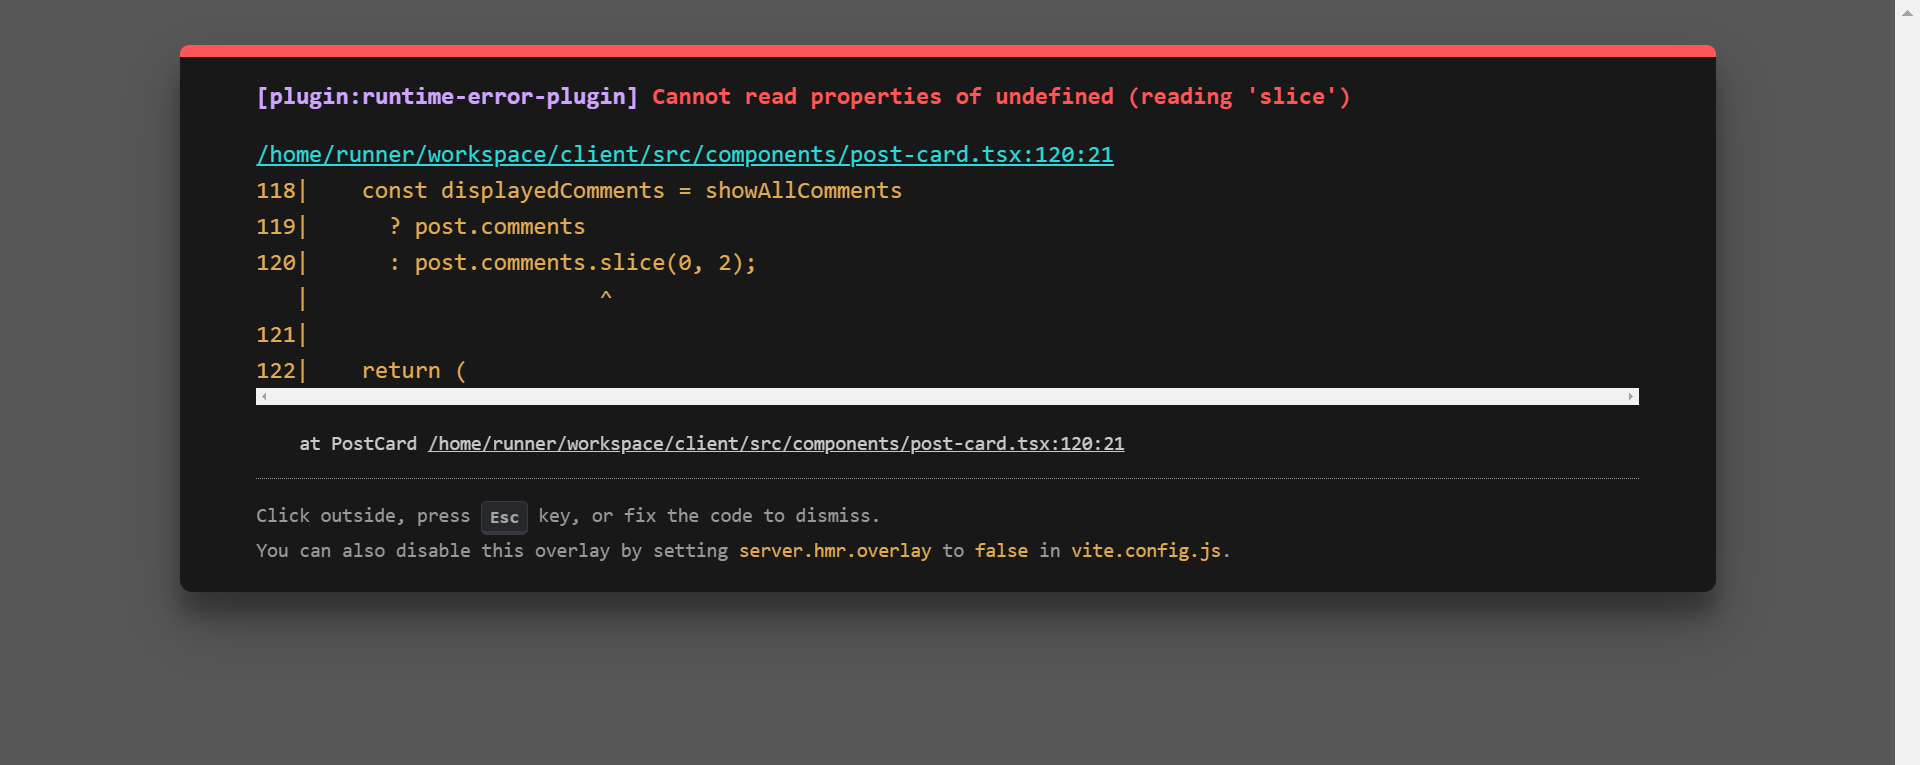 [plugin:runtime-error-plugin] Cannot read properties of undefined (reading 'slice')
/home/runner/workspace/client/src/components/post-card.tsx:120:21
118|    const displayedComments = showAllComments
119|      ? post.comments
120|      : post.comments.slice(0, 2);
   |                      ^
121|
122|    return (
at PostCard /home/runner/workspace/client/src/components/post-card.tsx:120:21
Click outside, press Esc key, or fix the code to dismiss.
You can also disable this overlay by setting server.hmr.overlay to false in vite.config.js.